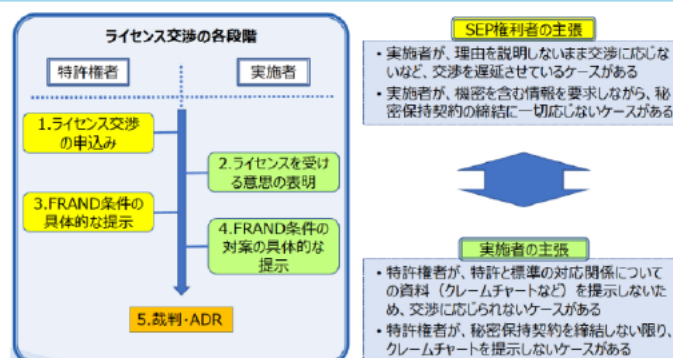 ライセンス交渉の各段階
特許権者
実施者
1.ライセンス交渉
の申込み
2.ライセンスを受け
る意思の表明
3.FRAND条件の
具体的な提示
4.FRAND条件の
対案の具体的な
提示
5.裁判・ADR
SEP権利者の主張
・実施者が、理由を説明しないまま交渉に応じな
いなど、交渉を遅延させているケースがある
・実施者が、機密を含む情報を要求しながら、秘
密保持契約の締結に一切応じないケースがある
実施者の主張
・特許権者が、特許と標準の対応関係について
の資料（クレームチャートなど）を提示しないた
め、交渉に応じられないケースがある
・特許権者が、秘密保持契約を締結しない限り、
クレームチャートを提示しないケースがある